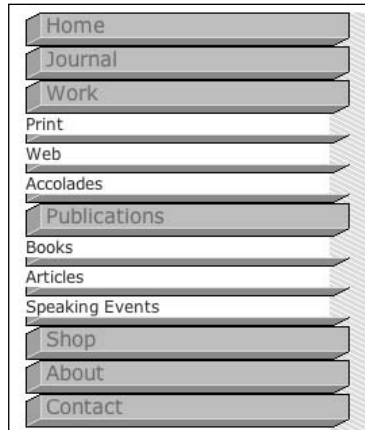 Home
Journal
Work
Print
Web
Accolades
Publications
Books
Articles
Speaking Events
Shop
About
Contact